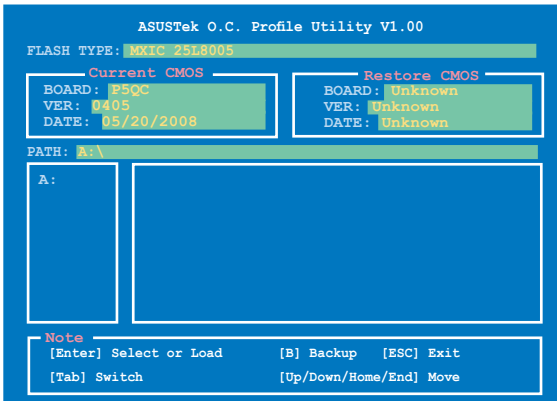 ASUSTek O.C. Profile Utility V1.00
FLASH TYPE: MXIC 25L8005
Current CMOS
BOARD: P5QC
VER: 0405
DATE: 05/20/2008
Restore CMOS
BOARD: Unknown
VER: Unknown
DATE: Unknown
PATH: A:\
A:
Note
[Enter] Select or Load [B] Backup [ESC] Exit
[Tab] Switch [Up/Down/Home/End] Move